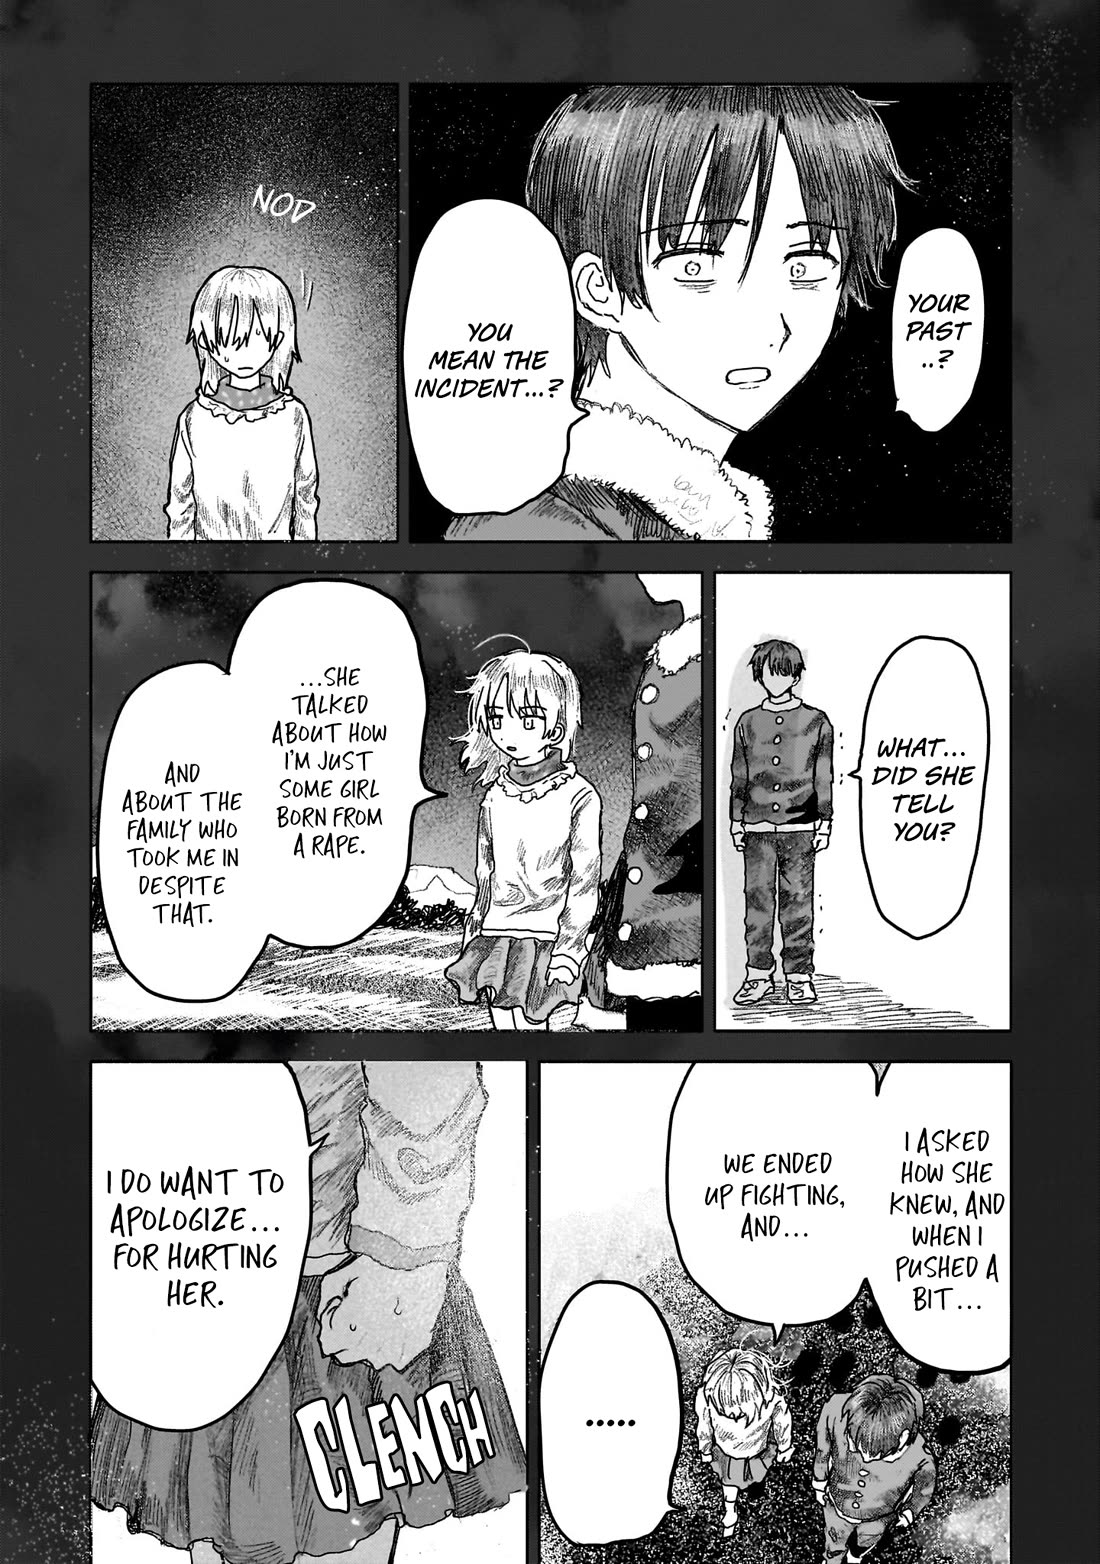 YOUR
PAST
..?
YOU
MEAN THE
INCIDENT...?
NOD
WHAT...
DID SHE
TELL
YOU?
...SHE
TALKED
ABOUT HOW
I'M JUST
SOME GIRL
BORN FROM
A RAPE.
AND
ABOUT THE
FAMILY WHO
TOOK ME IN
DESPITE
THAT.
I ASKED
HOW SHE
KNEW, AND
WHEN I
PUSHED A
BIT...
WE ENDED
UP FIGHTING,
AND...
.....
I DO WANT TO
APOLOGIZE...
FOR HURTING
HER.
CLENCH